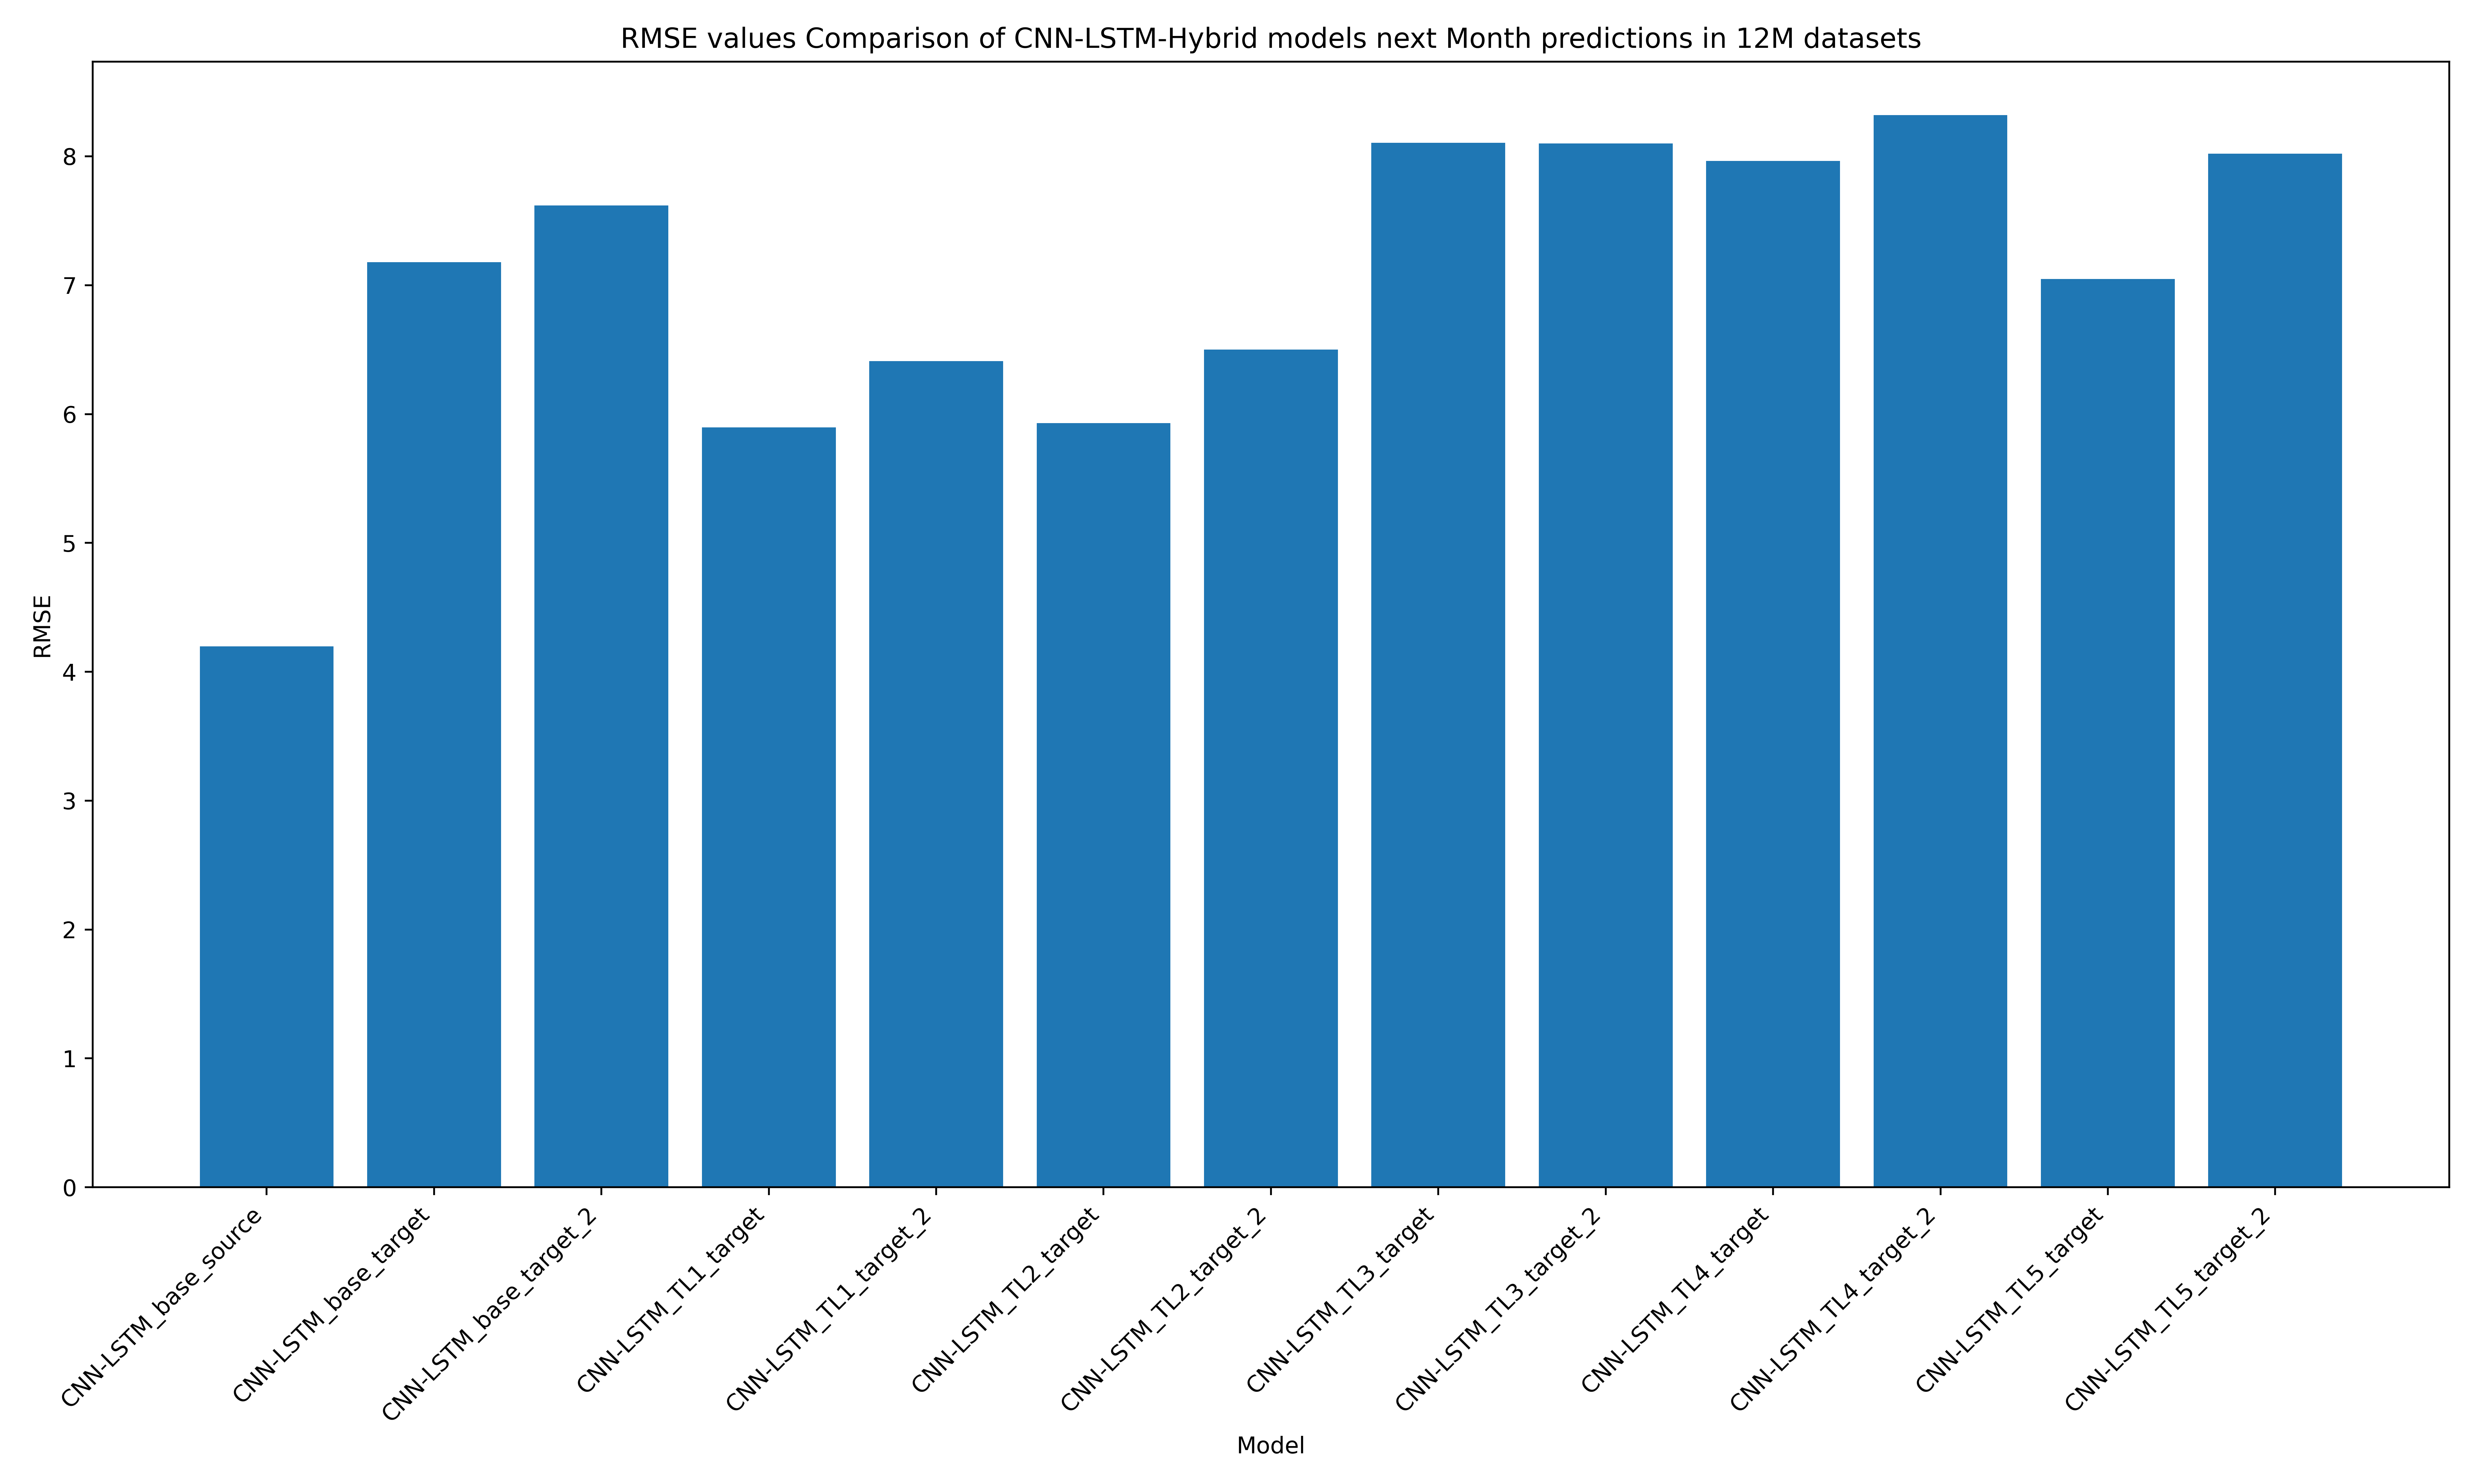 RMSE values Comparison of CNN-LSTM-Hybrid models next Month predictions in 12M datasets
8
7
6
5
4
3
2
1
0
RMSE
CNN-LSTM_base_source
CNN-LSTM_base_target
CNN-LSTM_base_target_2
CNN-LSTM_TL1_target
CNN-LSTM_TL1_target_2
CNN-LSTM_TL2_target
CNN-LSTM_TL2_target_2
CNN-LSTM_TL3_target
CNN-LSTM_TL3_target_2
CNN-LSTM_TL4_target
CNN-LSTM_TL4_target_2
CNN-LSTM_TL5_target
CNN-LSTM_TL5_target_2
Model